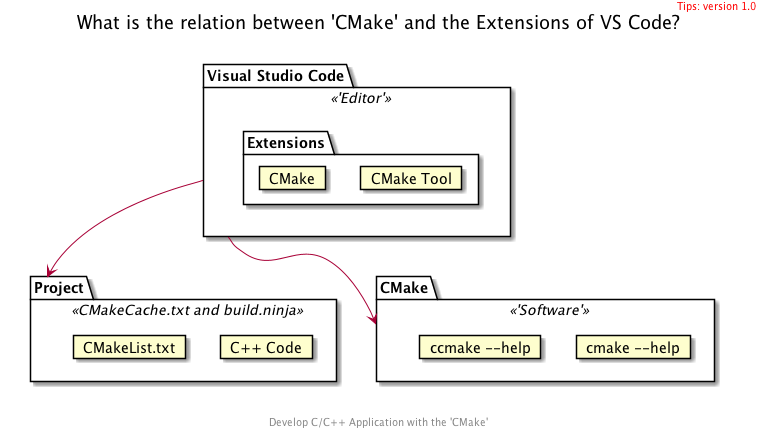 Tips: version 1.0
What is the relation between 'CMake' and the Extensions of VS Code?
Visual Studio Code
«'Editor'»
Extensions
CMake
CMake Tool
Project
«CMakeCache.txt and build.ninja»
CMakeList.txt
C++ Code
CMake
«'Software'»
ccmake --help
cmake --help
Develop C/C++ Application with the 'CMake'